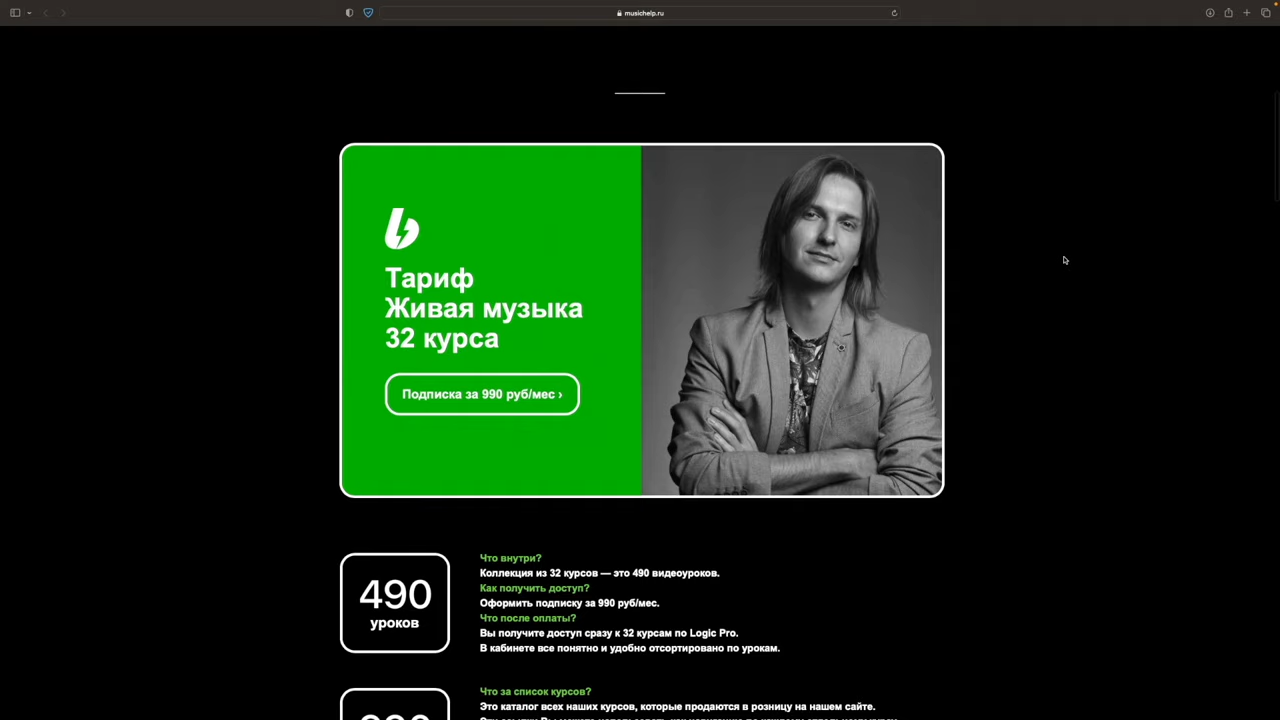 musichelp.ru
Тариф
Живая музыка
32 курса
Подписка за 990 руб/мес ›
490
уроков
Что внутри?
Коллекция из 32 курсов — это 490 видеоуроков.
Как получить доступ?
Оформить подписку за 990 руб/мес.
Что после оплаты?
Вы получите доступ сразу к 32 курсам по Logic Pro.
В кабинете все понятно и удобно отсортировано по урокам.
Что за список курсов?
Это каталог всех наших курсов, которые продаются в розницу на нашем сайте.